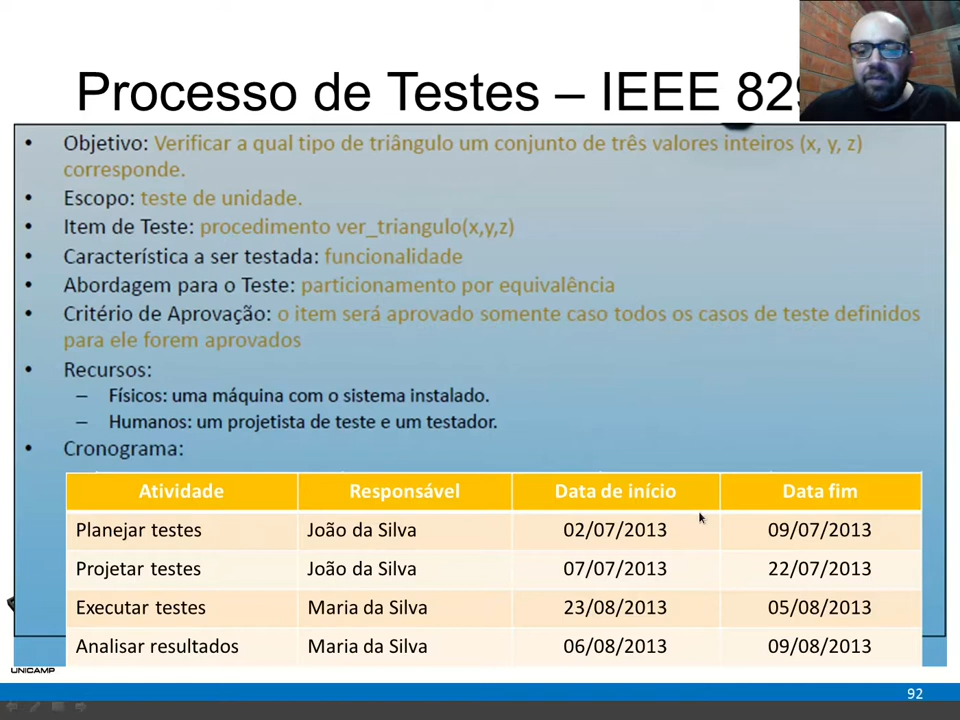 Processo de Testes – IEEE 829
• Objetivo: Verificar a qual tipo de triângulo um conjunto de três valores inteiros (x, y, z)
corresponde.
• Escopo: teste de unidade.
• Item de Teste: procedimento ver_triangulo(x,y,z)
• Característica a ser testada: funcionalidade
• Abordagem para o Teste: particionamento por equivalência
• Critério de Aprovação: o item será aprovado somente caso todos os casos de teste definidos
para ele forem aprovados
• Recursos:
– Físicos: uma máquina com o sistema instalado.
– Humanos: um projetista de teste e um testador.
• Cronograma:
Atividade Responsável Data de início Data fim
Planejar testes João da Silva 02/07/2013 09/07/2013
Projetar testes João da Silva 07/07/2013 22/07/2013
Executar testes Maria da Silva 23/08/2013 05/08/2013
Analisar resultados Maria da Silva 06/08/2013 09/08/2013
UNICAMP
92